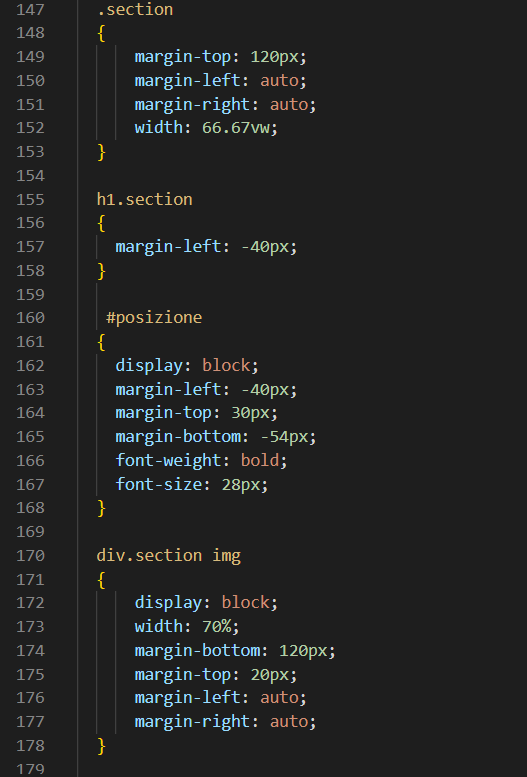 147 .section
148 {
149 margin-top: 120px;
150 margin-left: auto;
151 margin-right: auto;
152 width: 66.67vw;
153 }
154
155 h1.section
156 {
157 margin-left: -40px;
158 }
159
160 #posizione
161 {
162 display: block;
163 margin-left: -40px;
164 margin-top: 30px;
165 margin-bottom: -54px;
166 font-weight: bold;
167 font-size: 28px;
168 }
169
170 div.section img
171 {
172 display: block;
173 width: 70%;
174 margin-bottom: 120px;
175 margin-top: 20px;
176 margin-left: auto;
177 margin-right: auto;
178 }
179